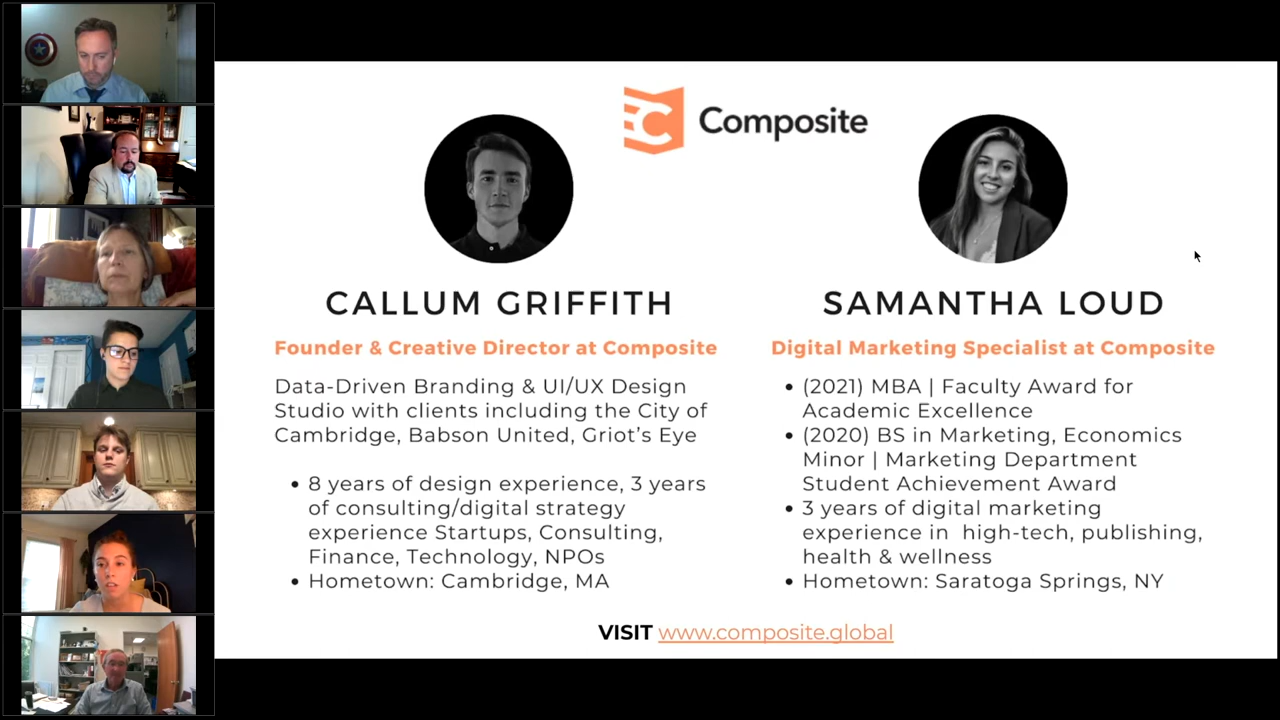 Composite
CALLUM GRIFFITH
Founder & Creative Director at Composite
Data-Driven Branding & UI/UX Design
Studio with clients including the City of
Cambridge, Babson United, Griot's Eye
• 8 years of design experience, 3 years
of consulting/digital strategy
experience Startups, Consulting,
Finance, Technology, NPOs
• Hometown: Cambridge, MA
SAMANTHA LOUD
Digital Marketing Specialist at Composite
• (2021) MBA | Faculty Award for
Academic Excellence
• (2020) BS in Marketing, Economics
Minor | Marketing Department
Student Achievement Award
• 3 years of digital marketing
experience in  high-tech, publishing,
health & wellness
• Hometown: Saratoga Springs, NY
VISIT www.composite.global